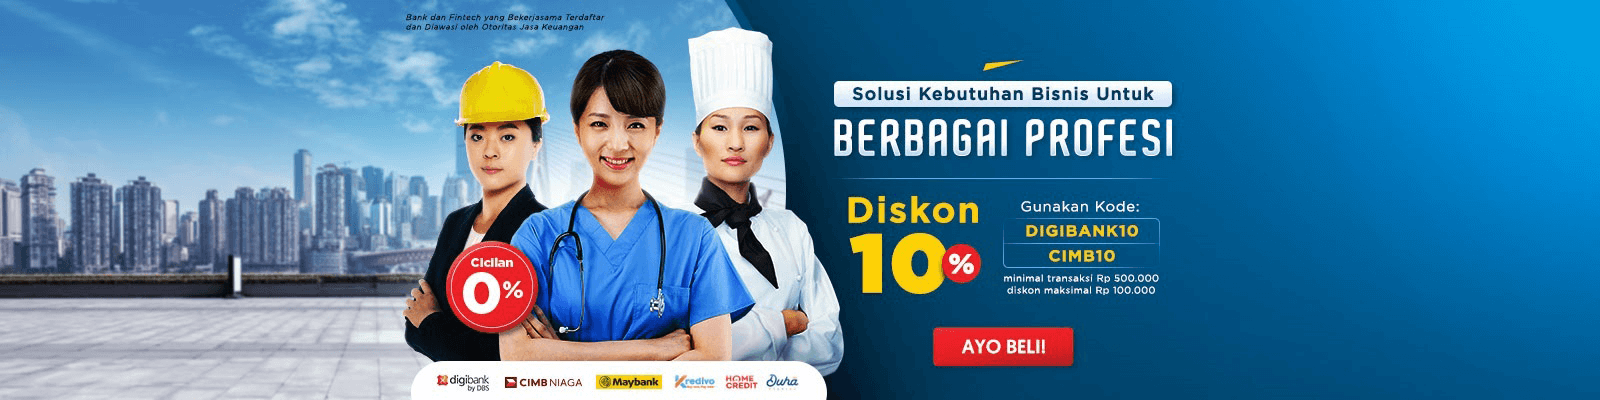 Bank dan Fintech yang Bekerjasama Terdaftar
dan Diawasi oleh Otoritas Jasa Keuangan
Solusi Kebutuhan Bisnis Untuk
BERBAGAI PROFESI
Diskon
10%
Gunakan Kode:
DIGIBANK10
CIMB10
minimal transaksi Rp 500.000
diskon maksimal Rp 100.000
Cicilan
0%
AYO BELI!
digibank
by DBS
CIMB NIAGA
Maybank
Kredivo
HOME
CREDIT
Duha